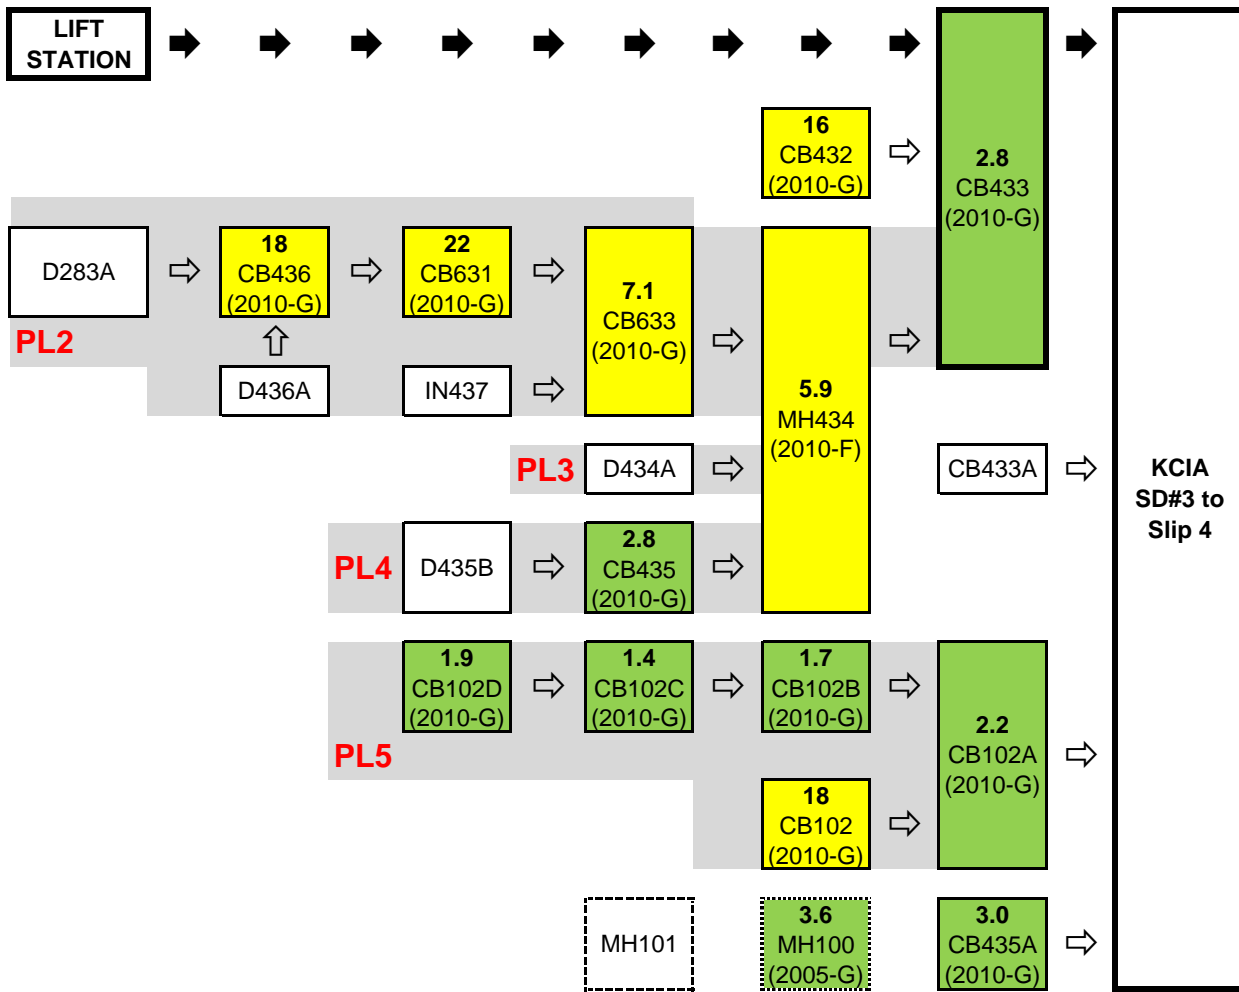 LIFT
STATION
16
CB432
(2010-G)
2.8
CB433
(2010-G)
D283A
18
CB436
(2010-G)
22
CB631
(2010-G)
7.1
CB633
(2010-G)
PL2
D436A
IN437
5.9
MH434
(2010-F)
PL3
D434A
CB433A
KCIA
SD#3 to
Slip 4
PL4
D435B
2.8
CB435
(2010-G)
1.9
CB102D
(2010-G)
1.4
CB102C
(2010-G)
1.7
CB102B
(2010-G)
2.2
CB102A
(2010-G)
PL5
18
CB102
(2010-G)
MH101
3.6
MH100
(2005-G)
3.0
CB435A
(2010-G)